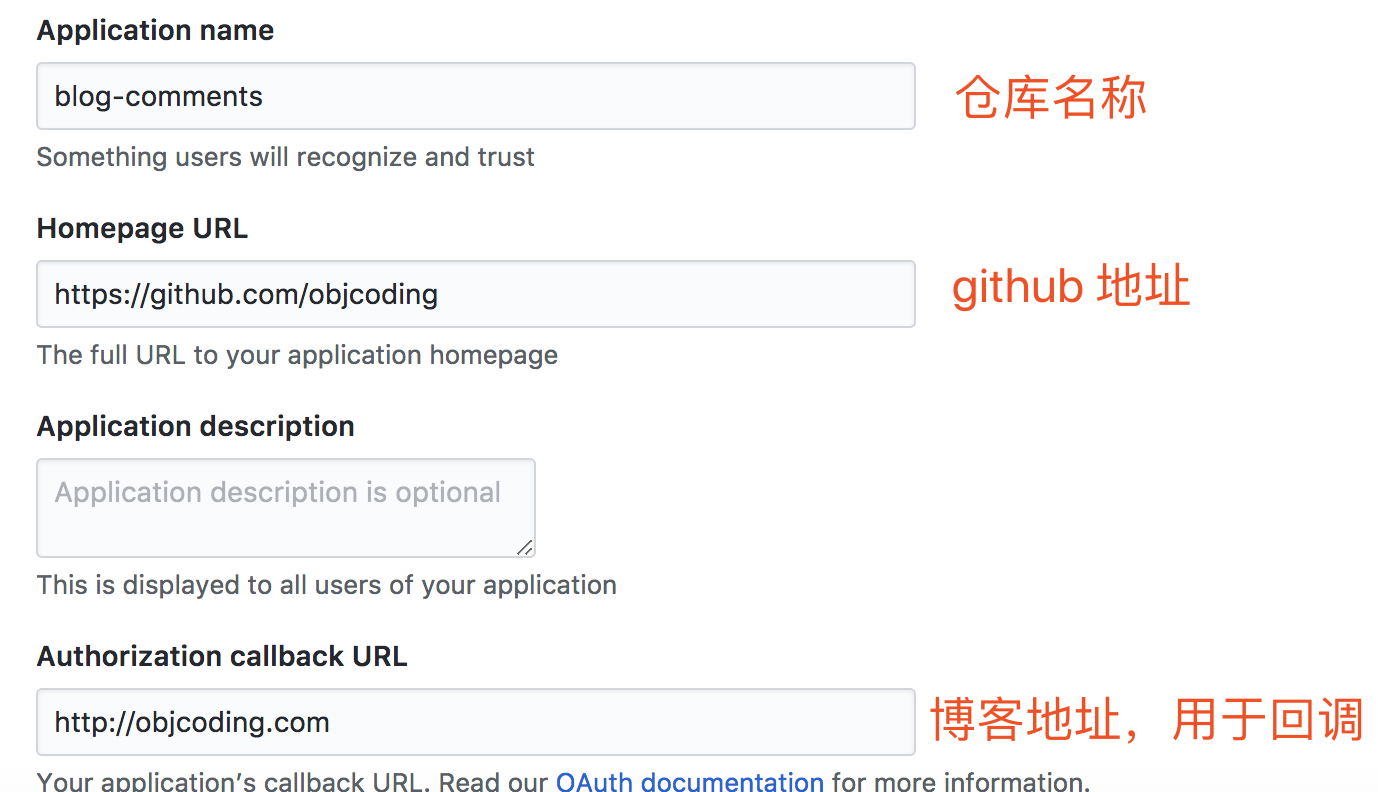 Application name
blog-comments
仓库名称
Something users will recognize and trust
Homepage URL
https://github.com/objcoding
github 地址
The full URL to your application homepage
Application description
Application description is optional
This is displayed to all users of your application
Authorization callback URL
http://objcoding.com
博客地址，用于回调
Your application’s callback URL. Read our OAuth documentation for more information.